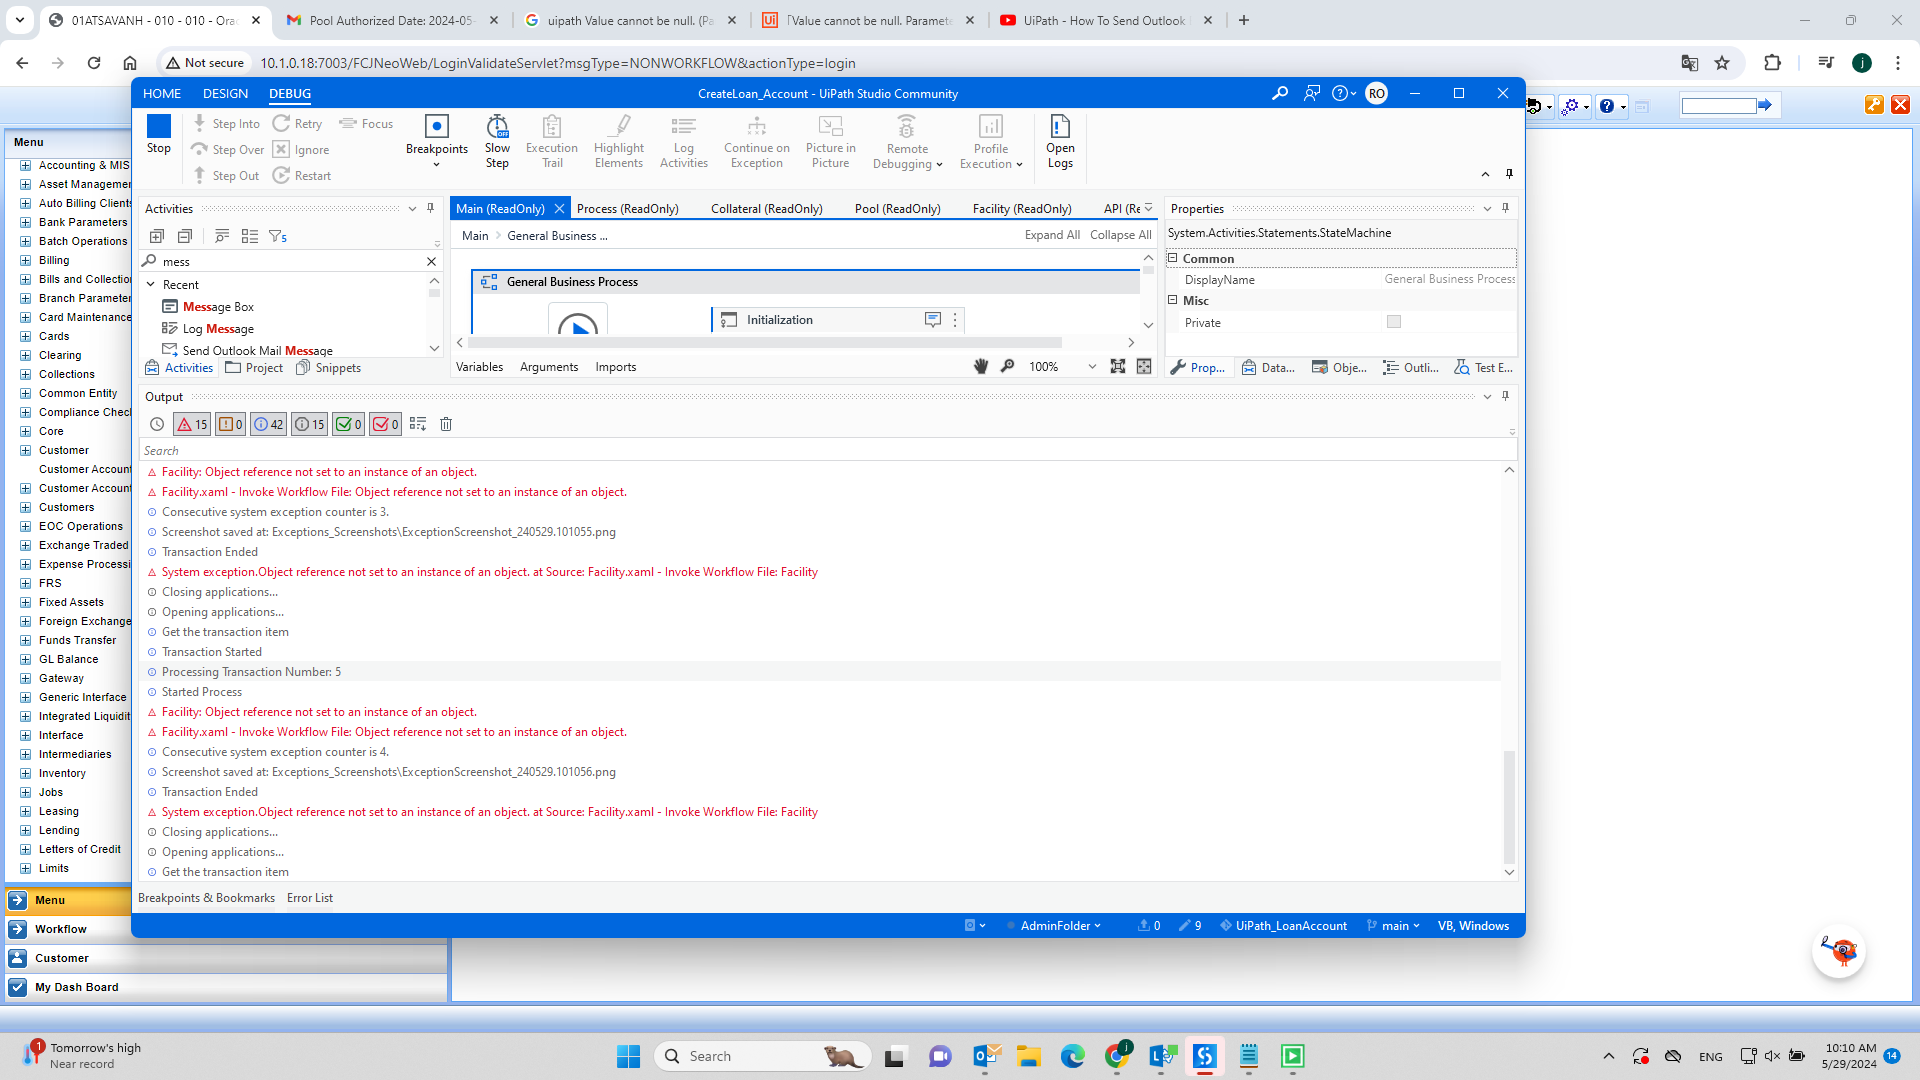 01ATSAVANH - 010 - 010 - Ora
Pool Authorized Date: 2024-05-
uipath Value cannot be null. (Pa
「Value cannot be null. Paramete
UiPath - How To Send Outlook
Not secure
10.1.0.18:7003/FCJNeoWeb/LoginValidateServlet?msgType=NONWORKFLOW&actionType=login
HOME
DESIGN
DEBUG
CreateLoan_Account - UiPath Studio Community
RO
Stop
Step Into
Step Over
Step Out
Retry
Ignore
Restart
Focus
Breakpoints
Slow Step
Execution Trail
Highlight Elements
Log Activities
Continue on Exception
Picture in Picture
Remote Debugging
Profile Execution
Open Logs
Activities
5
mess
Recent
Message Box
Log Message
Send Outlook Mail Message
Activities
Project
Snippets
Main (ReadOnly)
Process (ReadOnly)
Collateral (ReadOnly)
Pool (ReadOnly)
Facility (ReadOnly)
API (Re
Main
General Business ...
Expand All
Collapse All
General Business Process
Initialization
Variables
Arguments
Imports
100%
Properties
System.Activities.Statements.StateMachine
Common
DisplayName
General Business Process
Misc
Private
Prop...
Data...
Obje...
Outli...
Test E...
Output
15
0
42
15
0
0
Search
Facility: Object reference not set to an instance of an object.
Facility.xaml - Invoke Workflow File: Object reference not set to an instance of an object.
Consecutive system exception counter is 3.
Screenshot saved at: Exceptions_Screenshots\ExceptionScreenshot_240529.101055.png
Transaction Ended
System exception.Object reference not set to an instance of an object. at Source: Facility.xaml - Invoke Workflow File: Facility
Closing applications...
Opening applications...
Get the transaction item
Transaction Started
Processing Transaction Number: 5
Started Process
Facility: Object reference not set to an instance of an object.
Facility.xaml - Invoke Workflow File: Object reference not set to an instance of an object.
Consecutive system exception counter is 4.
Screenshot saved at: Exceptions_Screenshots\ExceptionScreenshot_240529.101056.png
Transaction Ended
System exception.Object reference not set to an instance of an object. at Source: Facility.xaml - Invoke Workflow File: Facility
Closing applications...
Opening applications...
Get the transaction item
Breakpoints & Bookmarks
Error List
AdminFolder
0
9
UiPath_LoanAccount
main
VB, Windows
Menu
Accounting & MIS
Asset Managemen
Auto Billing Clients
Bank Parameters
Batch Operations
Billing
Bills and Collection
Branch Parameter
Card Maintenance
Cards
Clearing
Collections
Common Entity
Compliance Chec
Core
Customer
Customer Account
Customer Account
Customers
EOC Operations
Exchange Traded
Expense Processi
FRS
Fixed Assets
Foreign Exchange
Funds Transfer
GL Balance
Gateway
Generic Interface
Integrated Liquidit
Interface
Intermediaries
Inventory
Jobs
Leasing
Lending
Letters of Credit
Limits
Menu
Workflow
Customer
My Dash Board
1
Tomorrow's high
Near record
Search
ENG
10:10 AM
5/29/2024
14